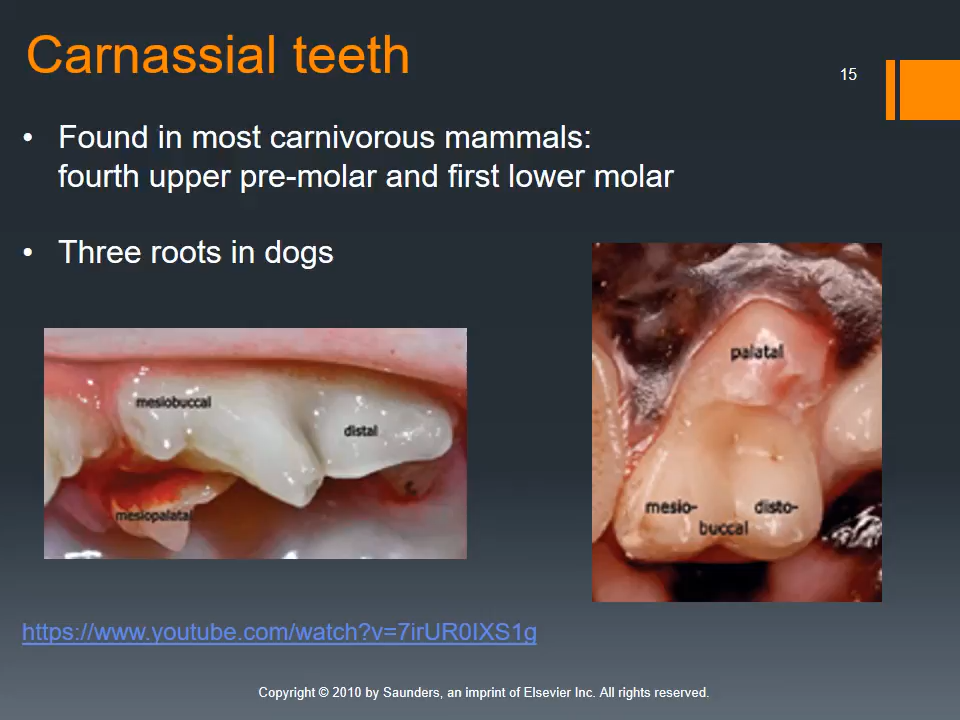 Carnassial teeth
15
• Found in most carnivorous mammals:
fourth upper pre-molar and first lower molar
• Three roots in dogs
mesiobuccal
distal
mesiopalatal
palatal
mesio-
disto-
buccal
https://www.youtube.com/watch?v=7irUR0IXS1g
Copyright © 2010 by Saunders, an imprint of Elsevier Inc. All rights reserved.